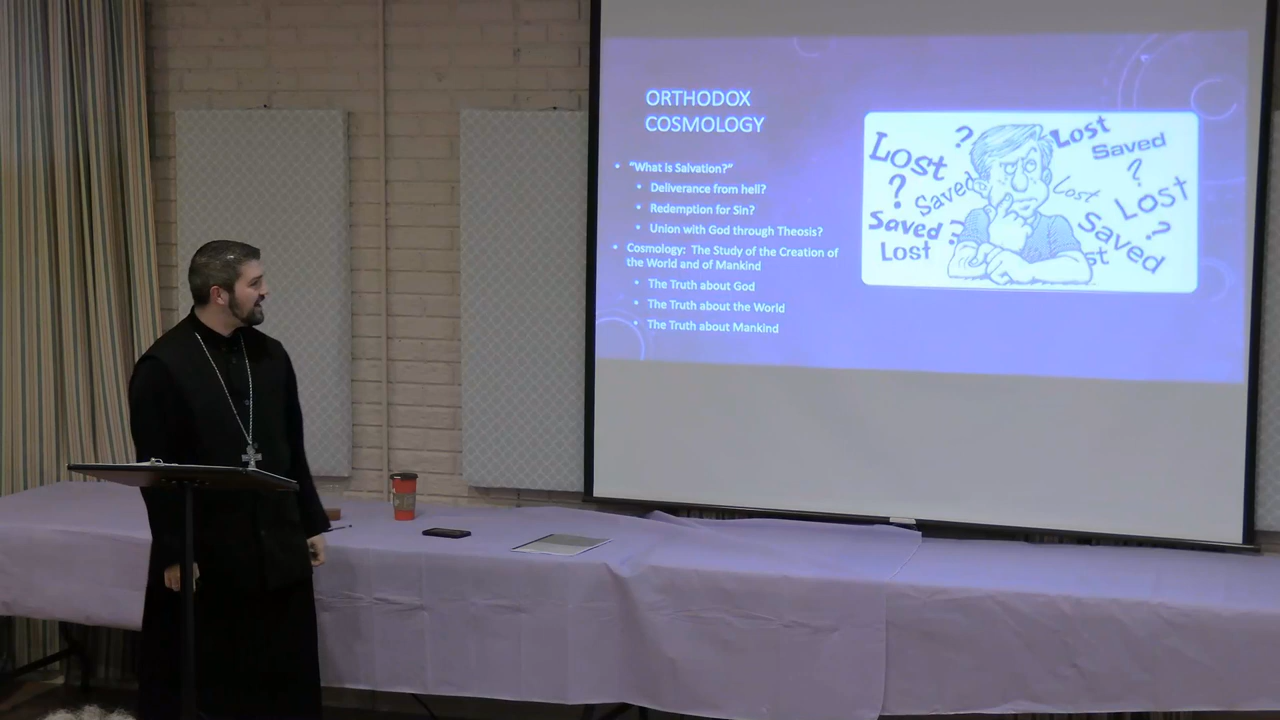 ORTHODOX
COSMOLOGY
• "What is Salvation?"
• Deliverance from hell?
• Redemption for Sin?
• Union with God through Theosis?
• Cosmology: The Study of the Creation of
the World and of Mankind
• The Truth about God
• The Truth about the World
• The Truth about Mankind
Lost
?
Lost
Saved
?
Saved
Lost
?
Lost
Saved
?
Lost
Saved
?
st